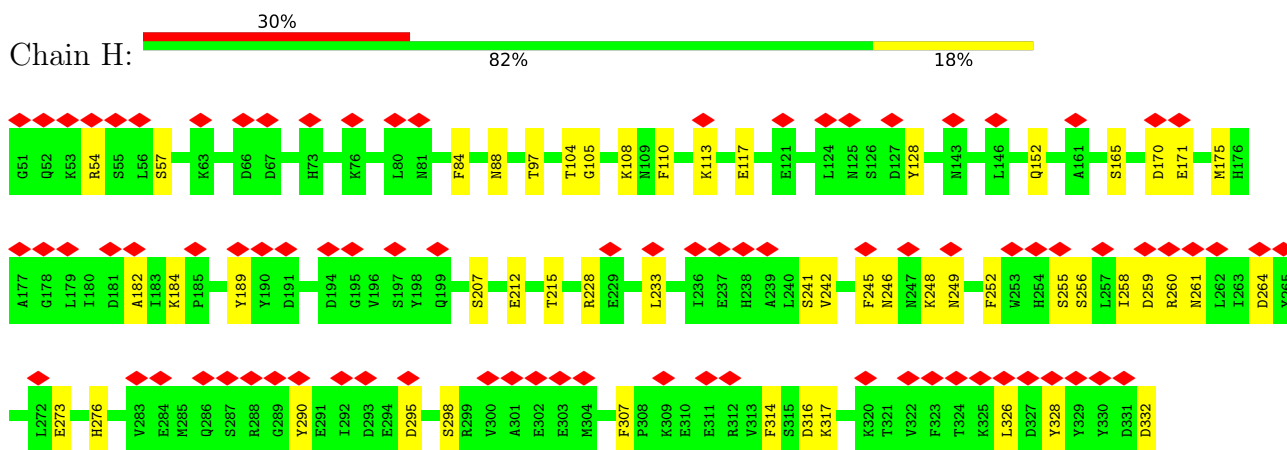 30%
Chain H:
82% 18%
G51 Q52 K53 R54 S55 L56 S57 K63 D66 D67 H73 K76 L80 N81 F84 N88 T97 T104 G105 K108 N109 F110 K113 E117 E121 L124 N125 S126 D127 Y128 N143 L146 Q152 A161 S165 D170 E171 M175 H176
A177 G178 L179 I180 D181 A182 I183 K184 P185 Y189 Y190 D191 D194 G195 V196 S197 Y198 Q199 S207 E212 T215 R228 E229 L233 I236 E237 H238 A239 L240 S241 V242 F245 N246 N247 K248 N249 F252 W253 H254 S255 S256 L257 I258 D259 R260 N261 L262 I263 D264
L272 E273 H276 V283 E284 M285 Q286 S287 R288 G289 Y290 E291 I292 D293 E294 D295 S298 R299 V300 A301 E302 E303 M304 F307 P308 K309 E310 E311 R312 V313 F314 S315 D316 K317 K320 T321 V322 F323 T324 K325 L326 D327 Y328 Y329 Y330 D331 D332